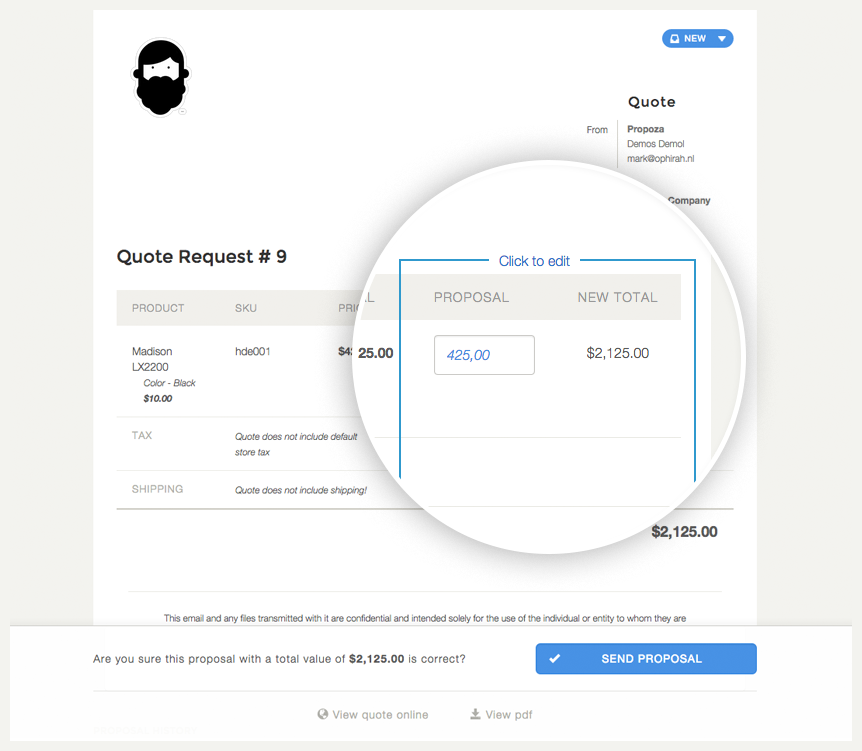 NEW
Quote
From
Propoza
Demos Demol
mark@ophirah.nl
Company
Quote Request # 9
Click to edit
PRODUCT SKU PROPOSAL NEW TOTAL
Madison hde001 25.00 425,00 $2,125.00
LX2200
Color - Black
$10.00
TAX Quote does not include default
store tax
SHIPPING Quote does not include shipping!
$2,125.00
This email and any files transmitted with it are confidential and intended solely for the use of the individual or entity to whom they are
Are you sure this proposal with a total value of $2,125.00 is correct?
SEND PROPOSAL
View quote online View pdf